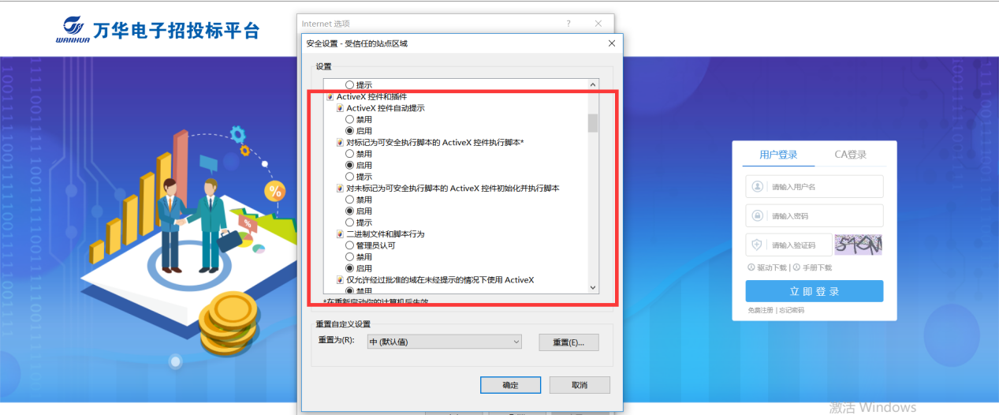 WANHUA 万华电子招投标平台
Internet 选项
安全设置 - 受信任的站点区域
设置
提示
ActiveX 控件和插件
ActiveX 控件自动提示
禁用
启用
对标记为可安全执行脚本的 ActiveX 控件执行脚本*
禁用
启用
提示
对未标记为可安全执行脚本的 ActiveX 控件初始化并执行脚本
禁用
启用
提示
二进制文件和脚本行为
管理员认可
禁用
启用
仅允许经过批准的域在未经提示的情况下使用 ActiveX
禁用
*在重新启动你的计算机后生效
重置自定义设置
重置为(R): 中 (默认值) 重置(E)...
确定 取消
用户登录 CA登录
请输入用户名
请输入密码
请输入验证码
驱动下载 | 手册下载
立即登录
免费注册 | 忘记密码
激活 Windows